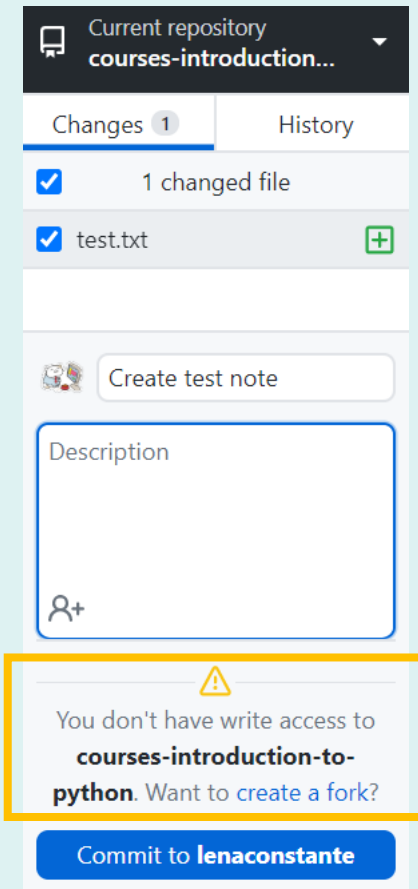 Current repository
courses-introduction...
Changes 1 History
1 changed file
test.txt
Create test note
Description
You don't have write access to
courses-introduction-to-
python. Want to create a fork?
Commit to lenaconstante